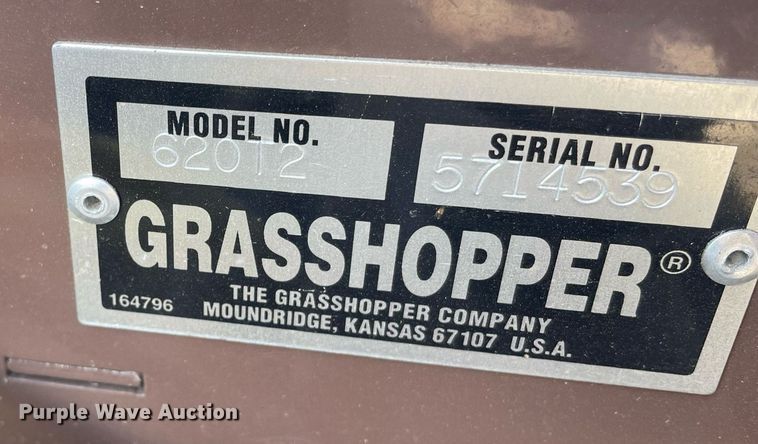 MODEL NO.
620T2
SERIAL NO.
5714539
GRASSHOPPER®
164796
THE GRASSHOPPER COMPANY
MOUNDRIDGE, KANSAS 67107 U.S.A.
Purple Wave Auction